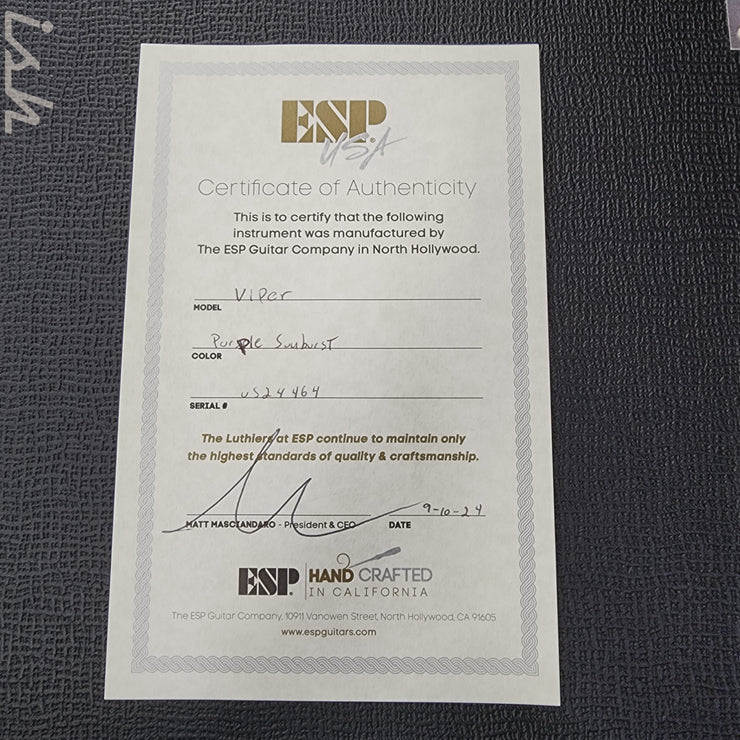 ish
ESP®
USA
Certificate of Authenticity
This is to certify that the following
instrument was manufactured by
The ESP Guitar Company in North Hollywood.
Viper
MODEL
Purple Sunburst
COLOR
US24464
SERIAL #
The Luthiers at ESP continue to maintain only
the highest standards of quality & craftsmanship.
9-10-24
MATT MASCIANDARO - President & CEO DATE
ESP. HAND CRAFTED
IN CALIFORNIA
The ESP Guitar Company, 10911 Vanowen Street, North Hollywood, CA 91605
www.espguitars.com